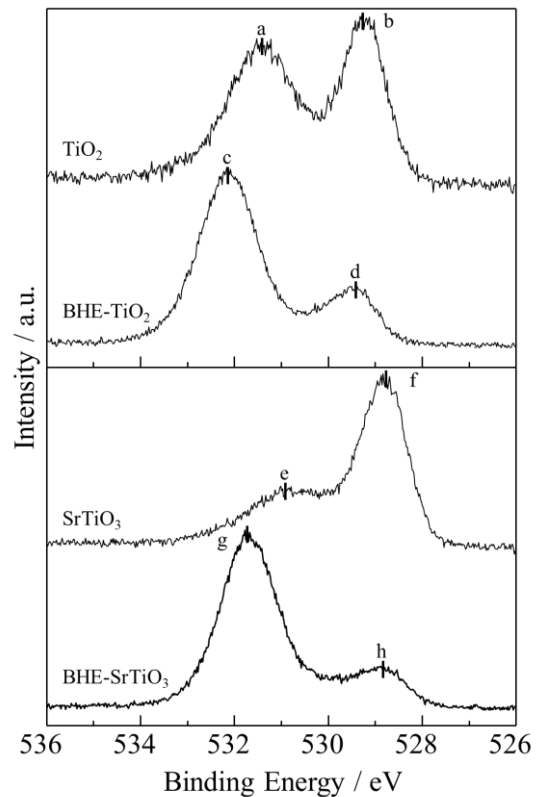 a
b
TiO₂
c
d
BHE-TiO₂
f
e
SrTiO₃
g
h
BHE-SrTiO₃
536 534 532 530 528 526
Binding Energy / eV
Intensity / a.u.